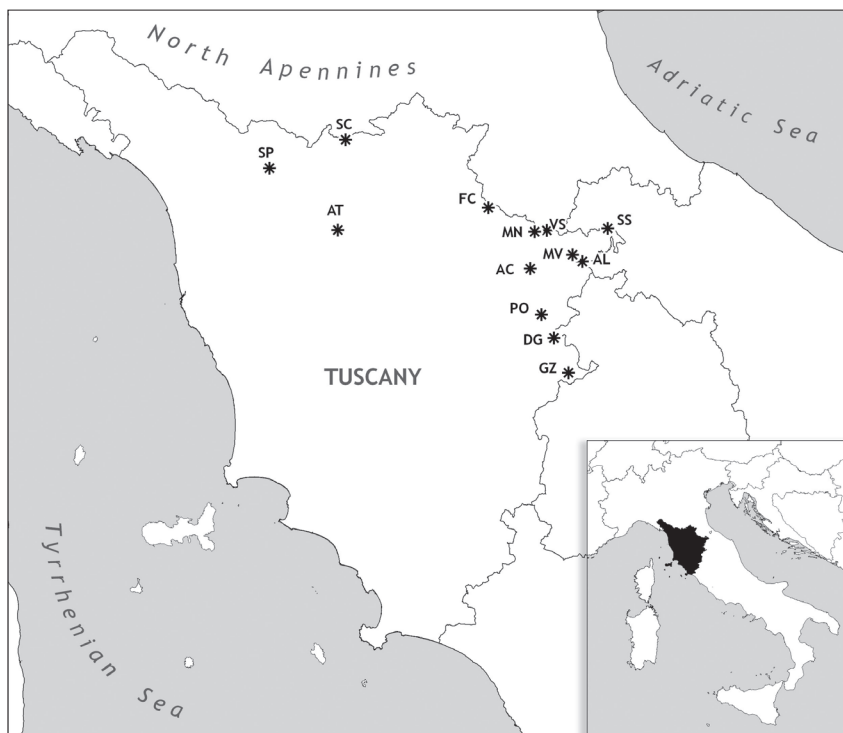 North Apennines
Adriatic Sea
SC
SP
AT
FC
SS
VS
MN
MV
AL
AC
PO
DG
GZ
TUSCANY
Tyrrhenian Sea